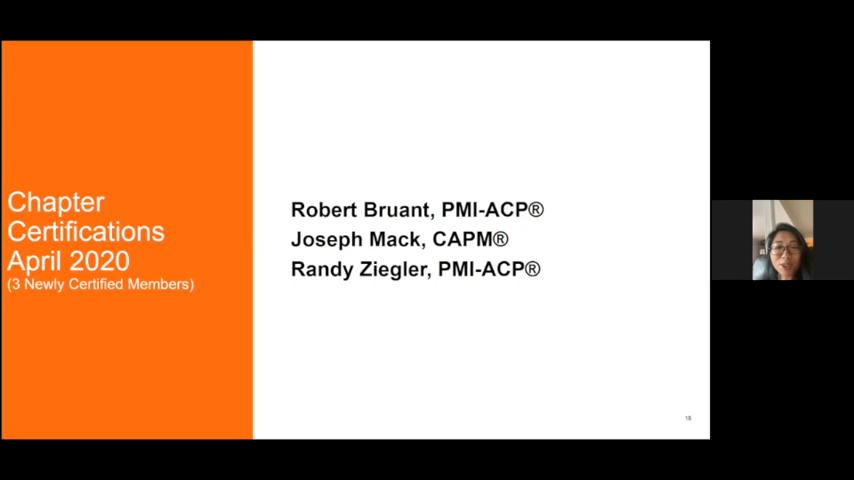 Chapter
Certifications
April 2020
(3 Newly Certified Members)
Robert Bruant, PMI-ACP®
Joseph Mack, CAPM®
Randy Ziegler, PMI-ACP®
18